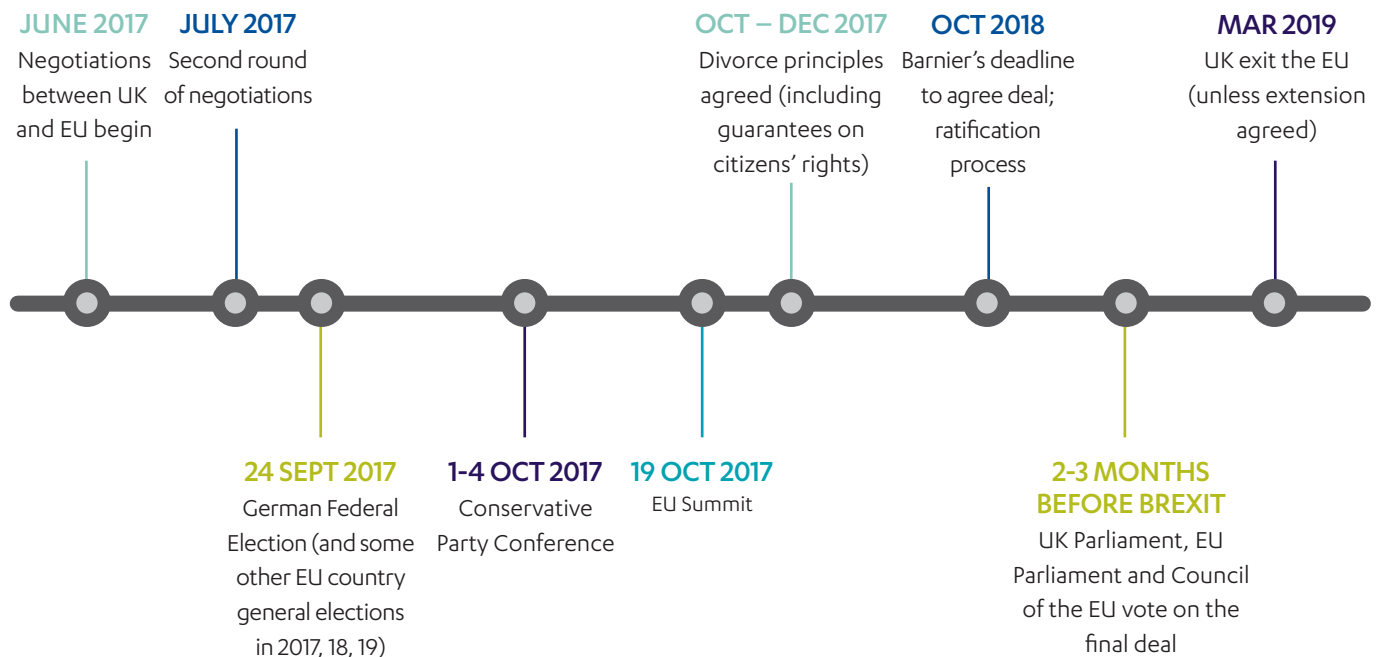 JUNE 2017
Negotiations
between UK
and EU begin
JULY 2017
Second round
of negotiations
OCT – DEC 2017
Divorce principles
agreed (including
guarantees on
citizens’ rights)
OCT 2018
Barnier’s deadline
to agree deal;
ratification
process
MAR 2019
UK exit the EU
(unless extension
agreed)
24 SEPT 2017
German Federal
Election (and some
other EU country
general elections
in 2017, 18, 19)
1-4 OCT 2017
Conservative
Party Conference
19 OCT 2017
EU Summit
2-3 MONTHS
BEFORE BREXIT
UK Parliament, EU
Parliament and Council
of the EU vote on the
final deal